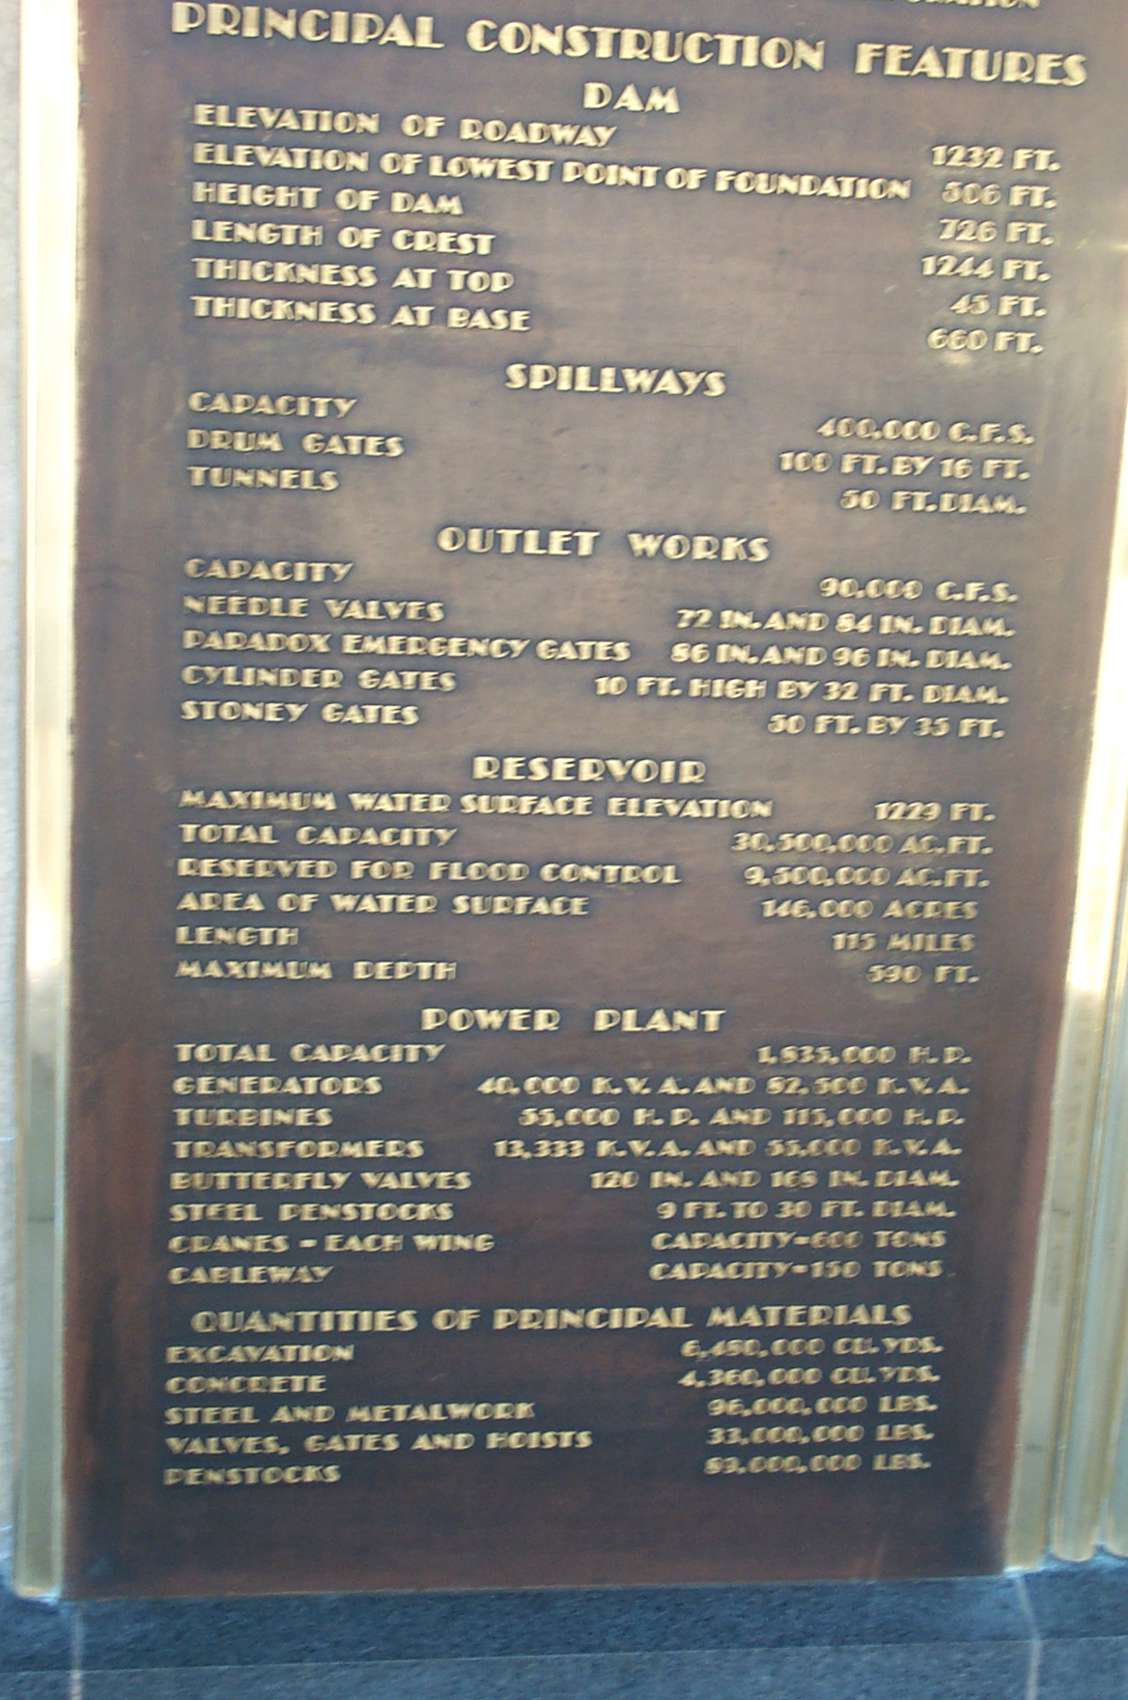 PRINCIPAL CONSTRUCTION FEATURES
DAM
ELEVATION OF ROADWAY 1232 FT.
ELEVATION OF LOWEST POINT OF FOUNDATION 506 FT.
HEIGHT OF DAM 726 FT.
LENGTH OF CREST 1244 FT.
THICKNESS AT TOP 45 FT.
THICKNESS AT BASE 660 FT.
SPILLWAYS
CAPACITY 400,000 C.F.S.
DRUM GATES 100 FT. BY 16 FT.
TUNNELS 50 FT. DIAM.
OUTLET WORKS
CAPACITY 90,000 C.F.S.
NEEDLE VALVES 72 IN. AND 84 IN. DIAM.
PARADOX EMERGENCY GATES 86 IN. AND 96 IN. DIAM.
CYLINDER GATES 10 FT. HIGH BY 32 FT. DIAM.
STONEY GATES 50 FT. BY 35 FT.
RESERVOIR
MAXIMUM WATER SURFACE ELEVATION 1229 FT.
TOTAL CAPACITY 30,500,000 AC. FT.
RESERVED FOR FLOOD CONTROL 9,500,000 AC. FT.
AREA OF WATER SURFACE 146,000 ACRES
LENGTH 115 MILES
MAXIMUM DEPTH 590 FT.
POWER PLANT
TOTAL CAPACITY 1,835,000 H.P.
GENERATORS 40,000 K.V.A. AND 82,500 K.V.A.
TURBINES 55,000 H.P. AND 115,000 H.P.
TRANSFORMERS 13,333 K.V.A. AND 55,000 K.V.A.
BUTTERFLY VALVES 120 IN. AND 168 IN. DIAM.
STEEL PENSTOCKS 9 FT. TO 30 FT. DIAM.
CRANES - EACH WING CAPACITY-600 TONS
CABLEWAY CAPACITY-150 TONS
QUANTITIES OF PRINCIPAL MATERIALS
EXCAVATION 6,480,000 CU. YDS.
CONCRETE 4,360,000 CU. YDS.
STEEL AND METALWORK 96,000,000 LBS.
VALVES, GATES AND HOISTS 33,000,000 LBS.
PENSTOCKS 89,000,000 LBS.